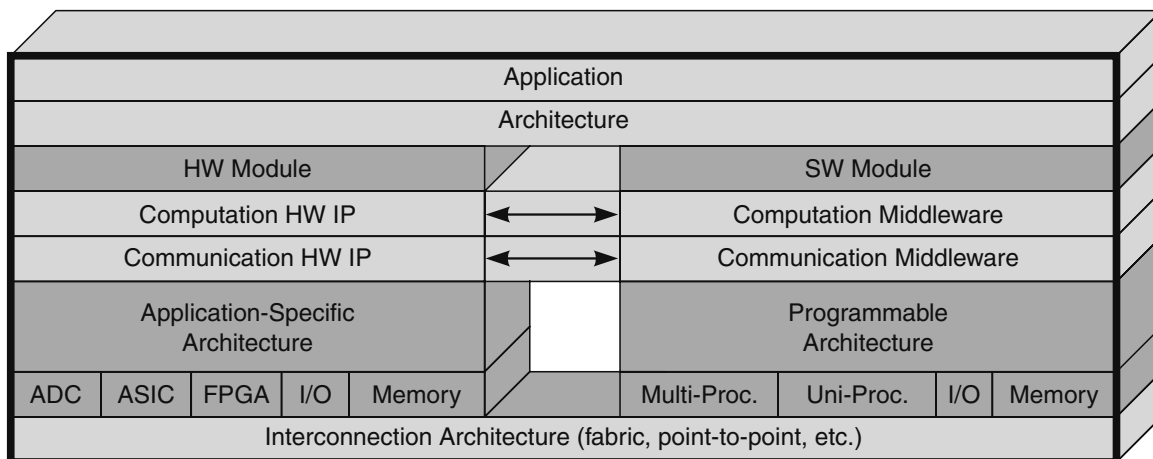 Application
Architecture
HW Module
SW Module
Computation HW IP
Computation Middleware
Communication HW IP
Communication Middleware
Application-Specific
Architecture
Programmable
Architecture
ADC ASIC FPGA I/O Memory
Multi-Proc. Uni-Proc. I/O Memory
Interconnection Architecture (fabric, point-to-point, etc.)